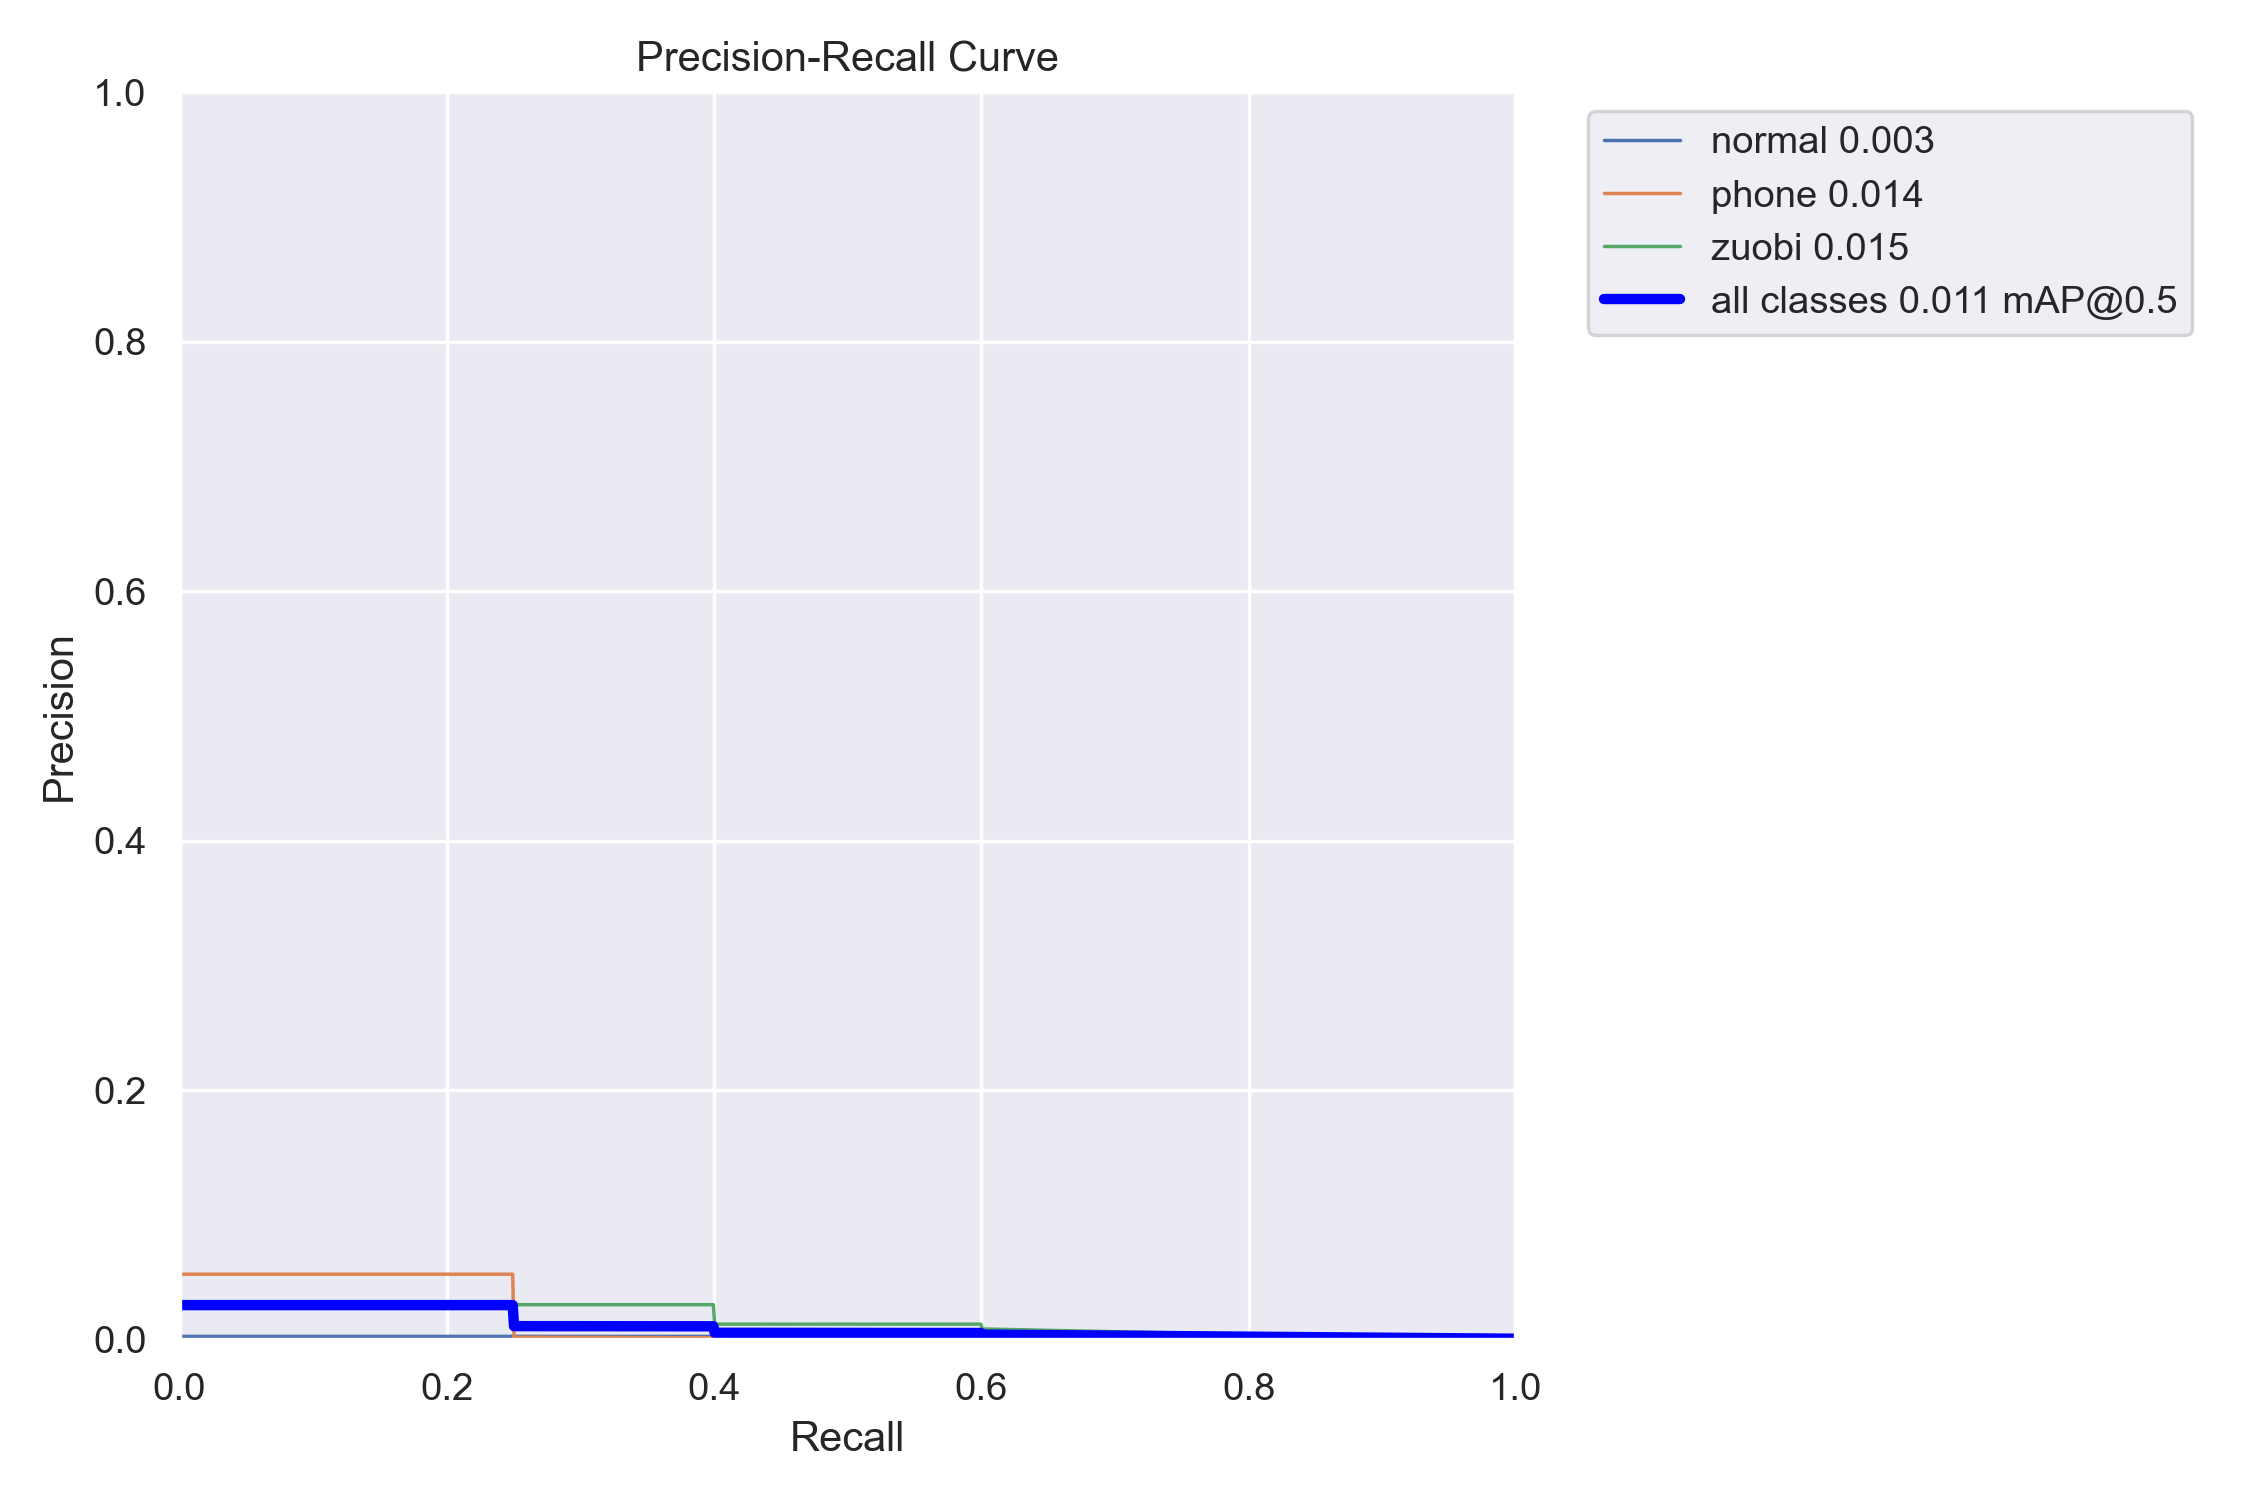 Precision-Recall Curve
1.0
0.8
0.6
0.4
0.2
0.0
Precision
0.0 0.2 0.4 0.6 0.8 1.0
Recall
normal 0.003
phone 0.014
zuobi 0.015
all classes 0.011 mAP@0.5